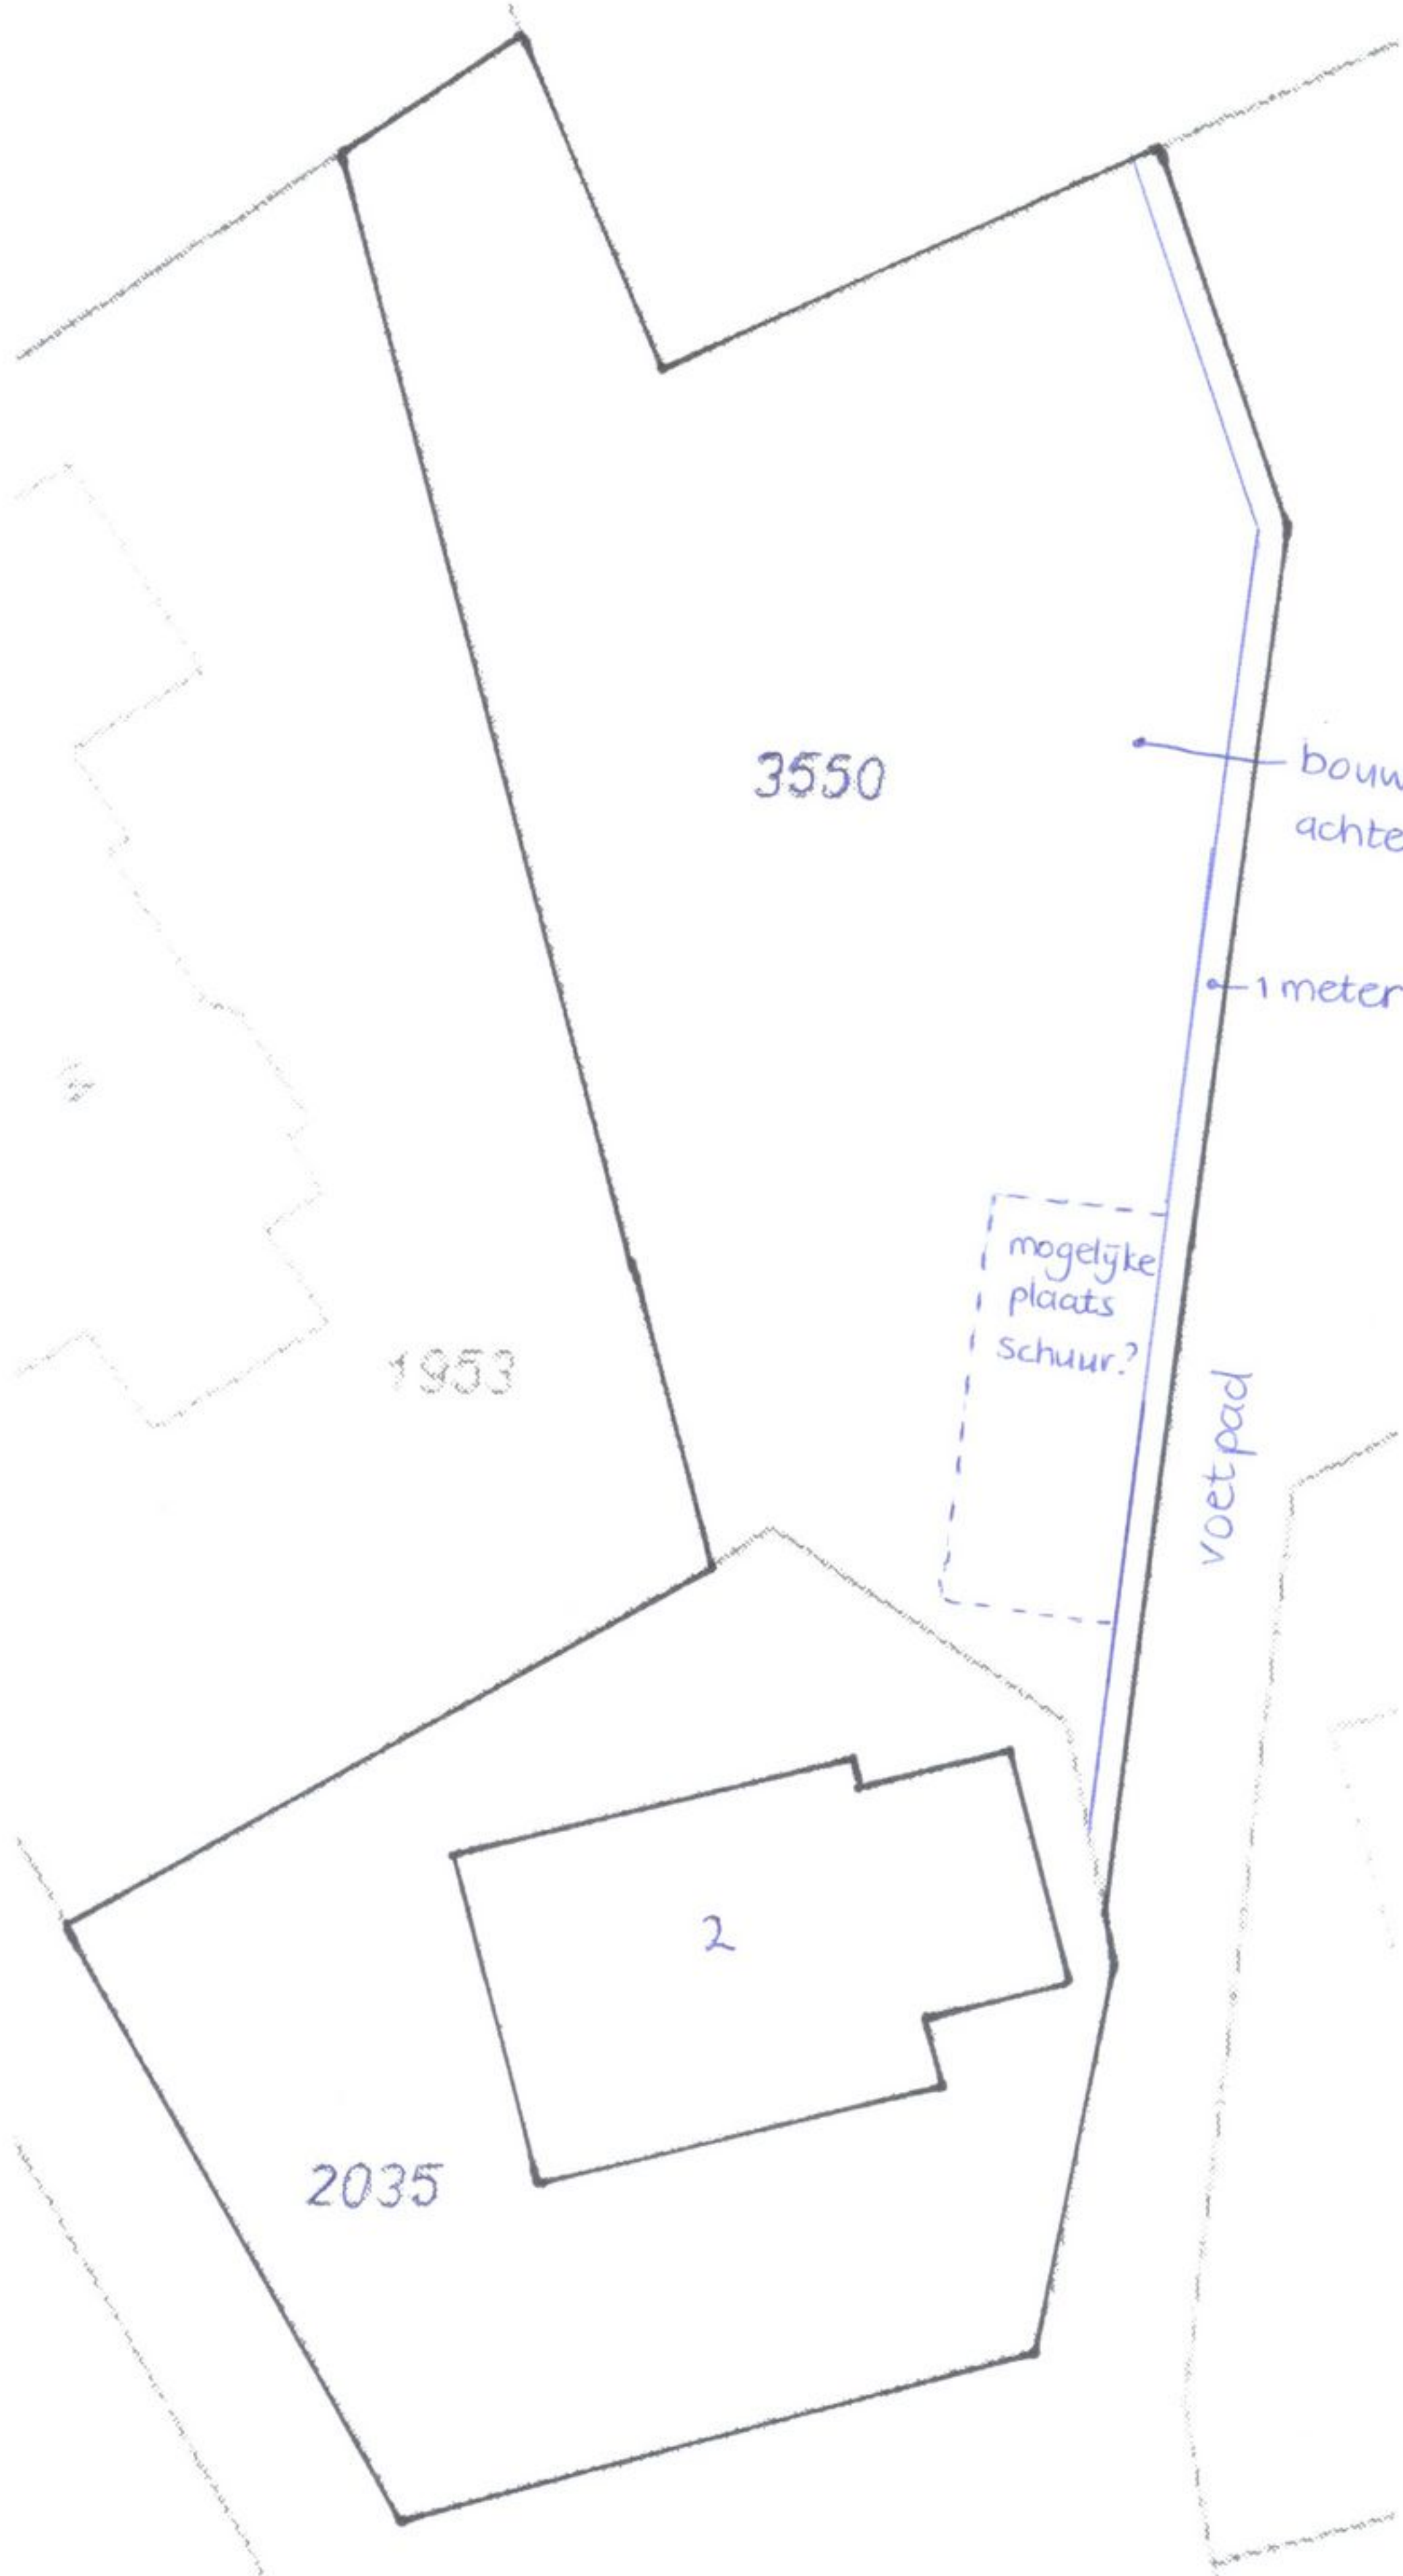 3550
bouw
achte
1 meter
mogelijke
plaats
schuur?
1953
voetpad
2
2035